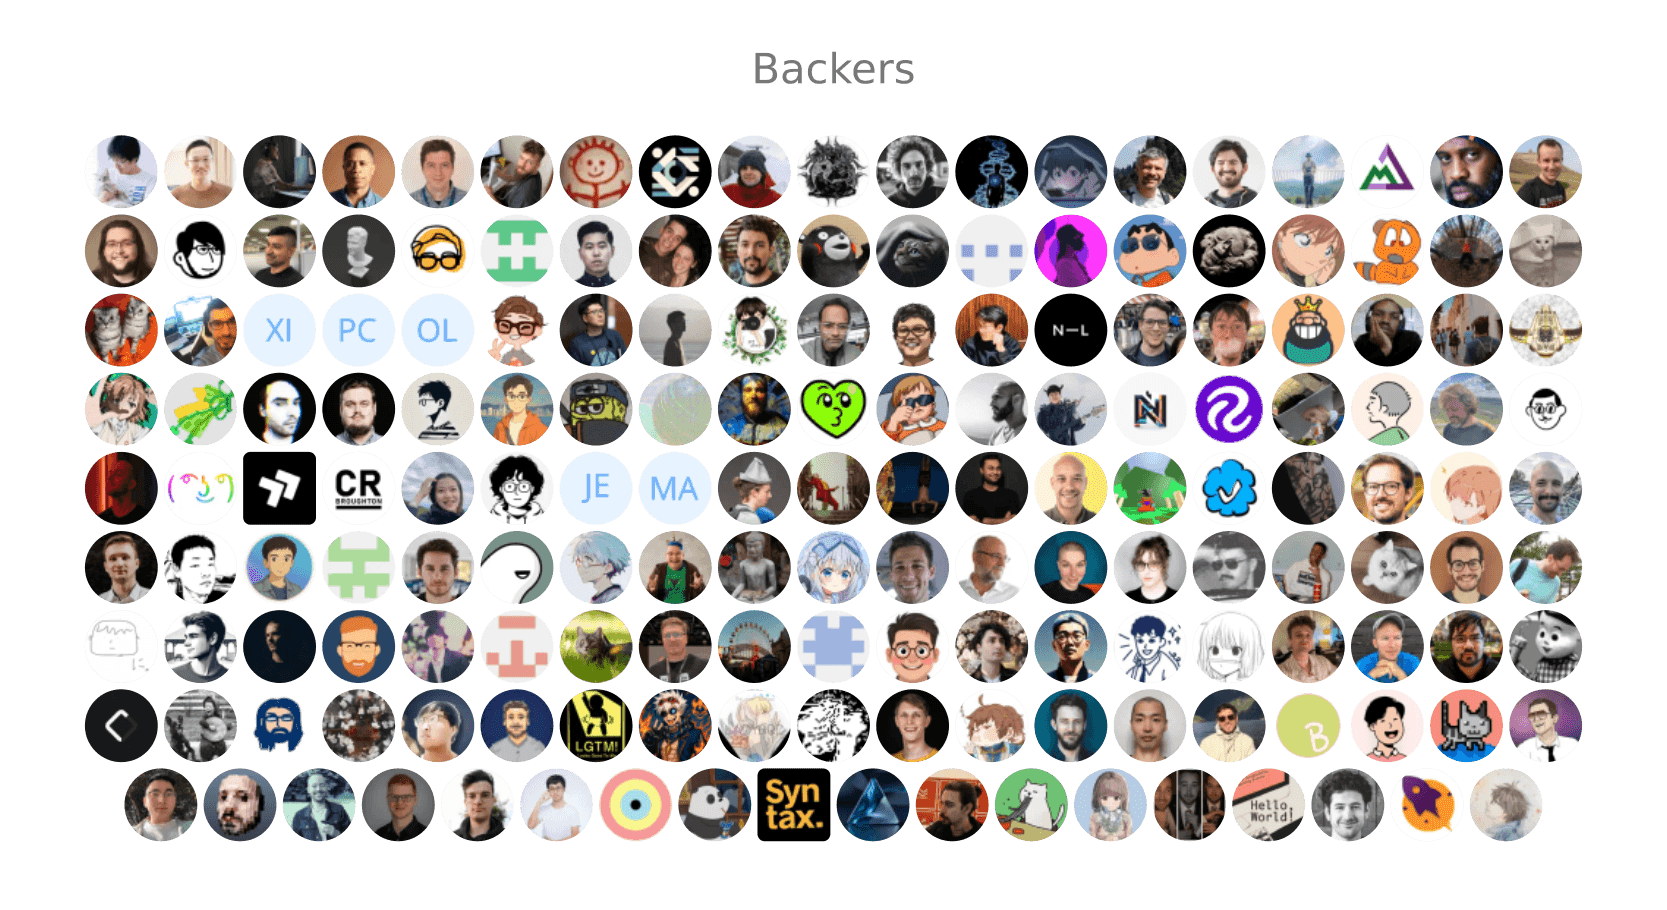 Backers
XI
PC
OL
N—L
CR
BROUGHTON
JE
MA
LGTM!
B
Syn
tax.
Hello
World!